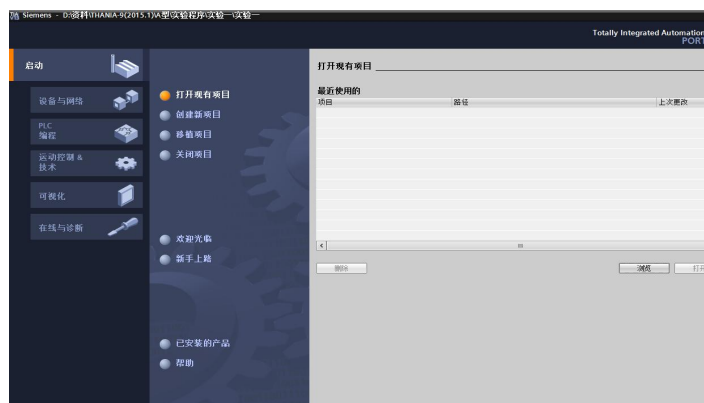 Siemens - D:\资料\THANIA-9(2015.1)\A型\实验程序\实验一\实验一
Totally Integrated Automation
PORT
启动
设备与网络
PLC
编程
运动控制 &
技术
可视化
在线与诊断
打开现有项目
创建新项目
移植项目
关闭项目
欢迎光临
新手上路
已安装的产品
帮助
打开现有项目
最近使用的
项目 路径 上次更改
删除 浏览 打开